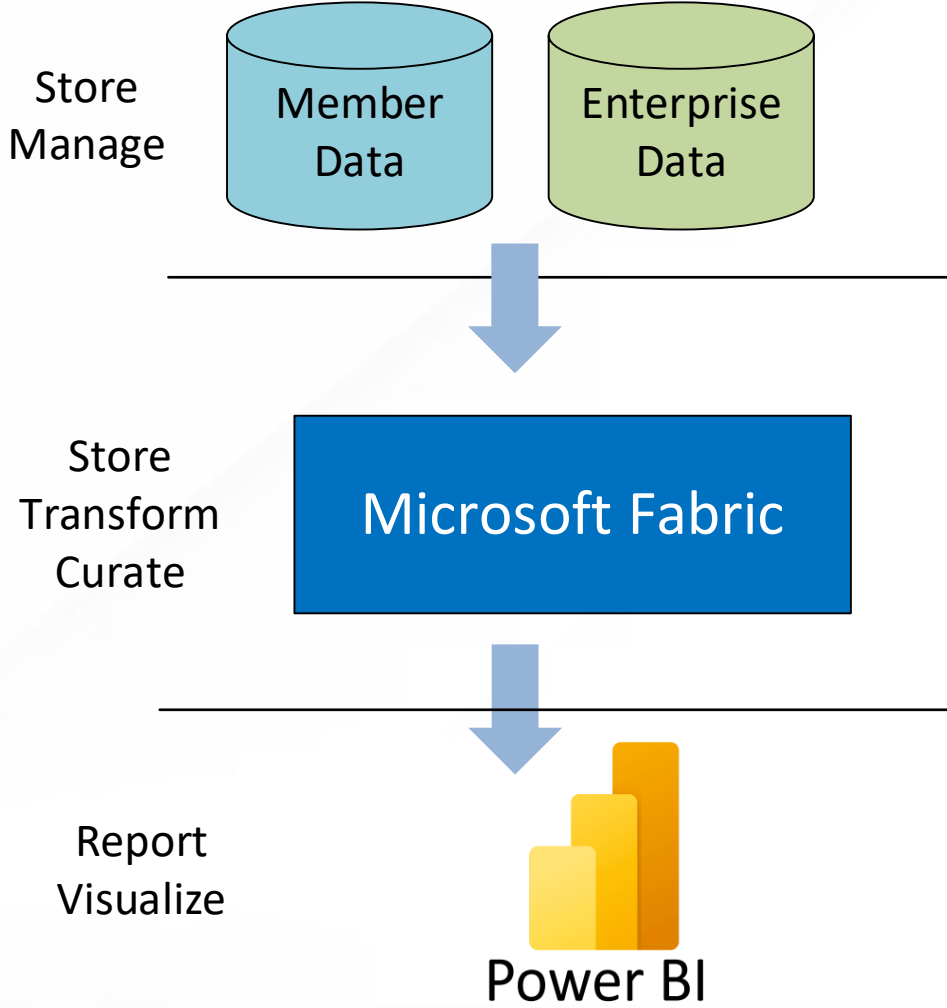 Store
Manage
Member
Data
Enterprise
Data
Store
Transform
Curate
Microsoft Fabric
Report
Visualize
Power BI